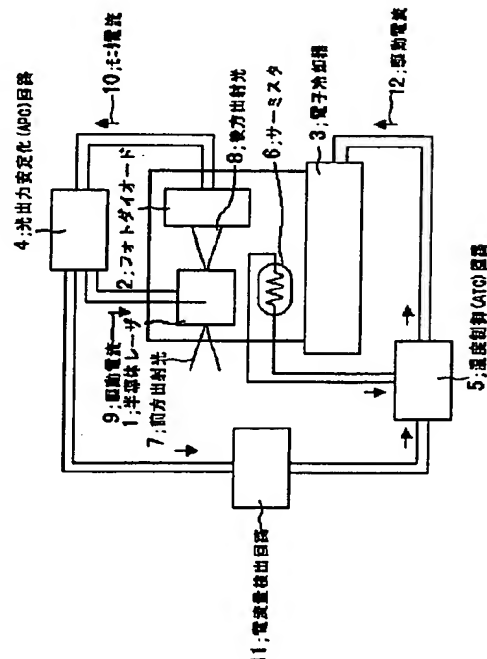 4;光出力安定化(APC)回路
10;モニタ電流
2;フォトダイオード
8;後方出射光
6;サーミスタ
3;電子冷却器
12;駆動電流
9;駆動電流
1;半導体レーザ
7;前方出射光
11;電流量検出回路
5;温度制御(ATC)回路